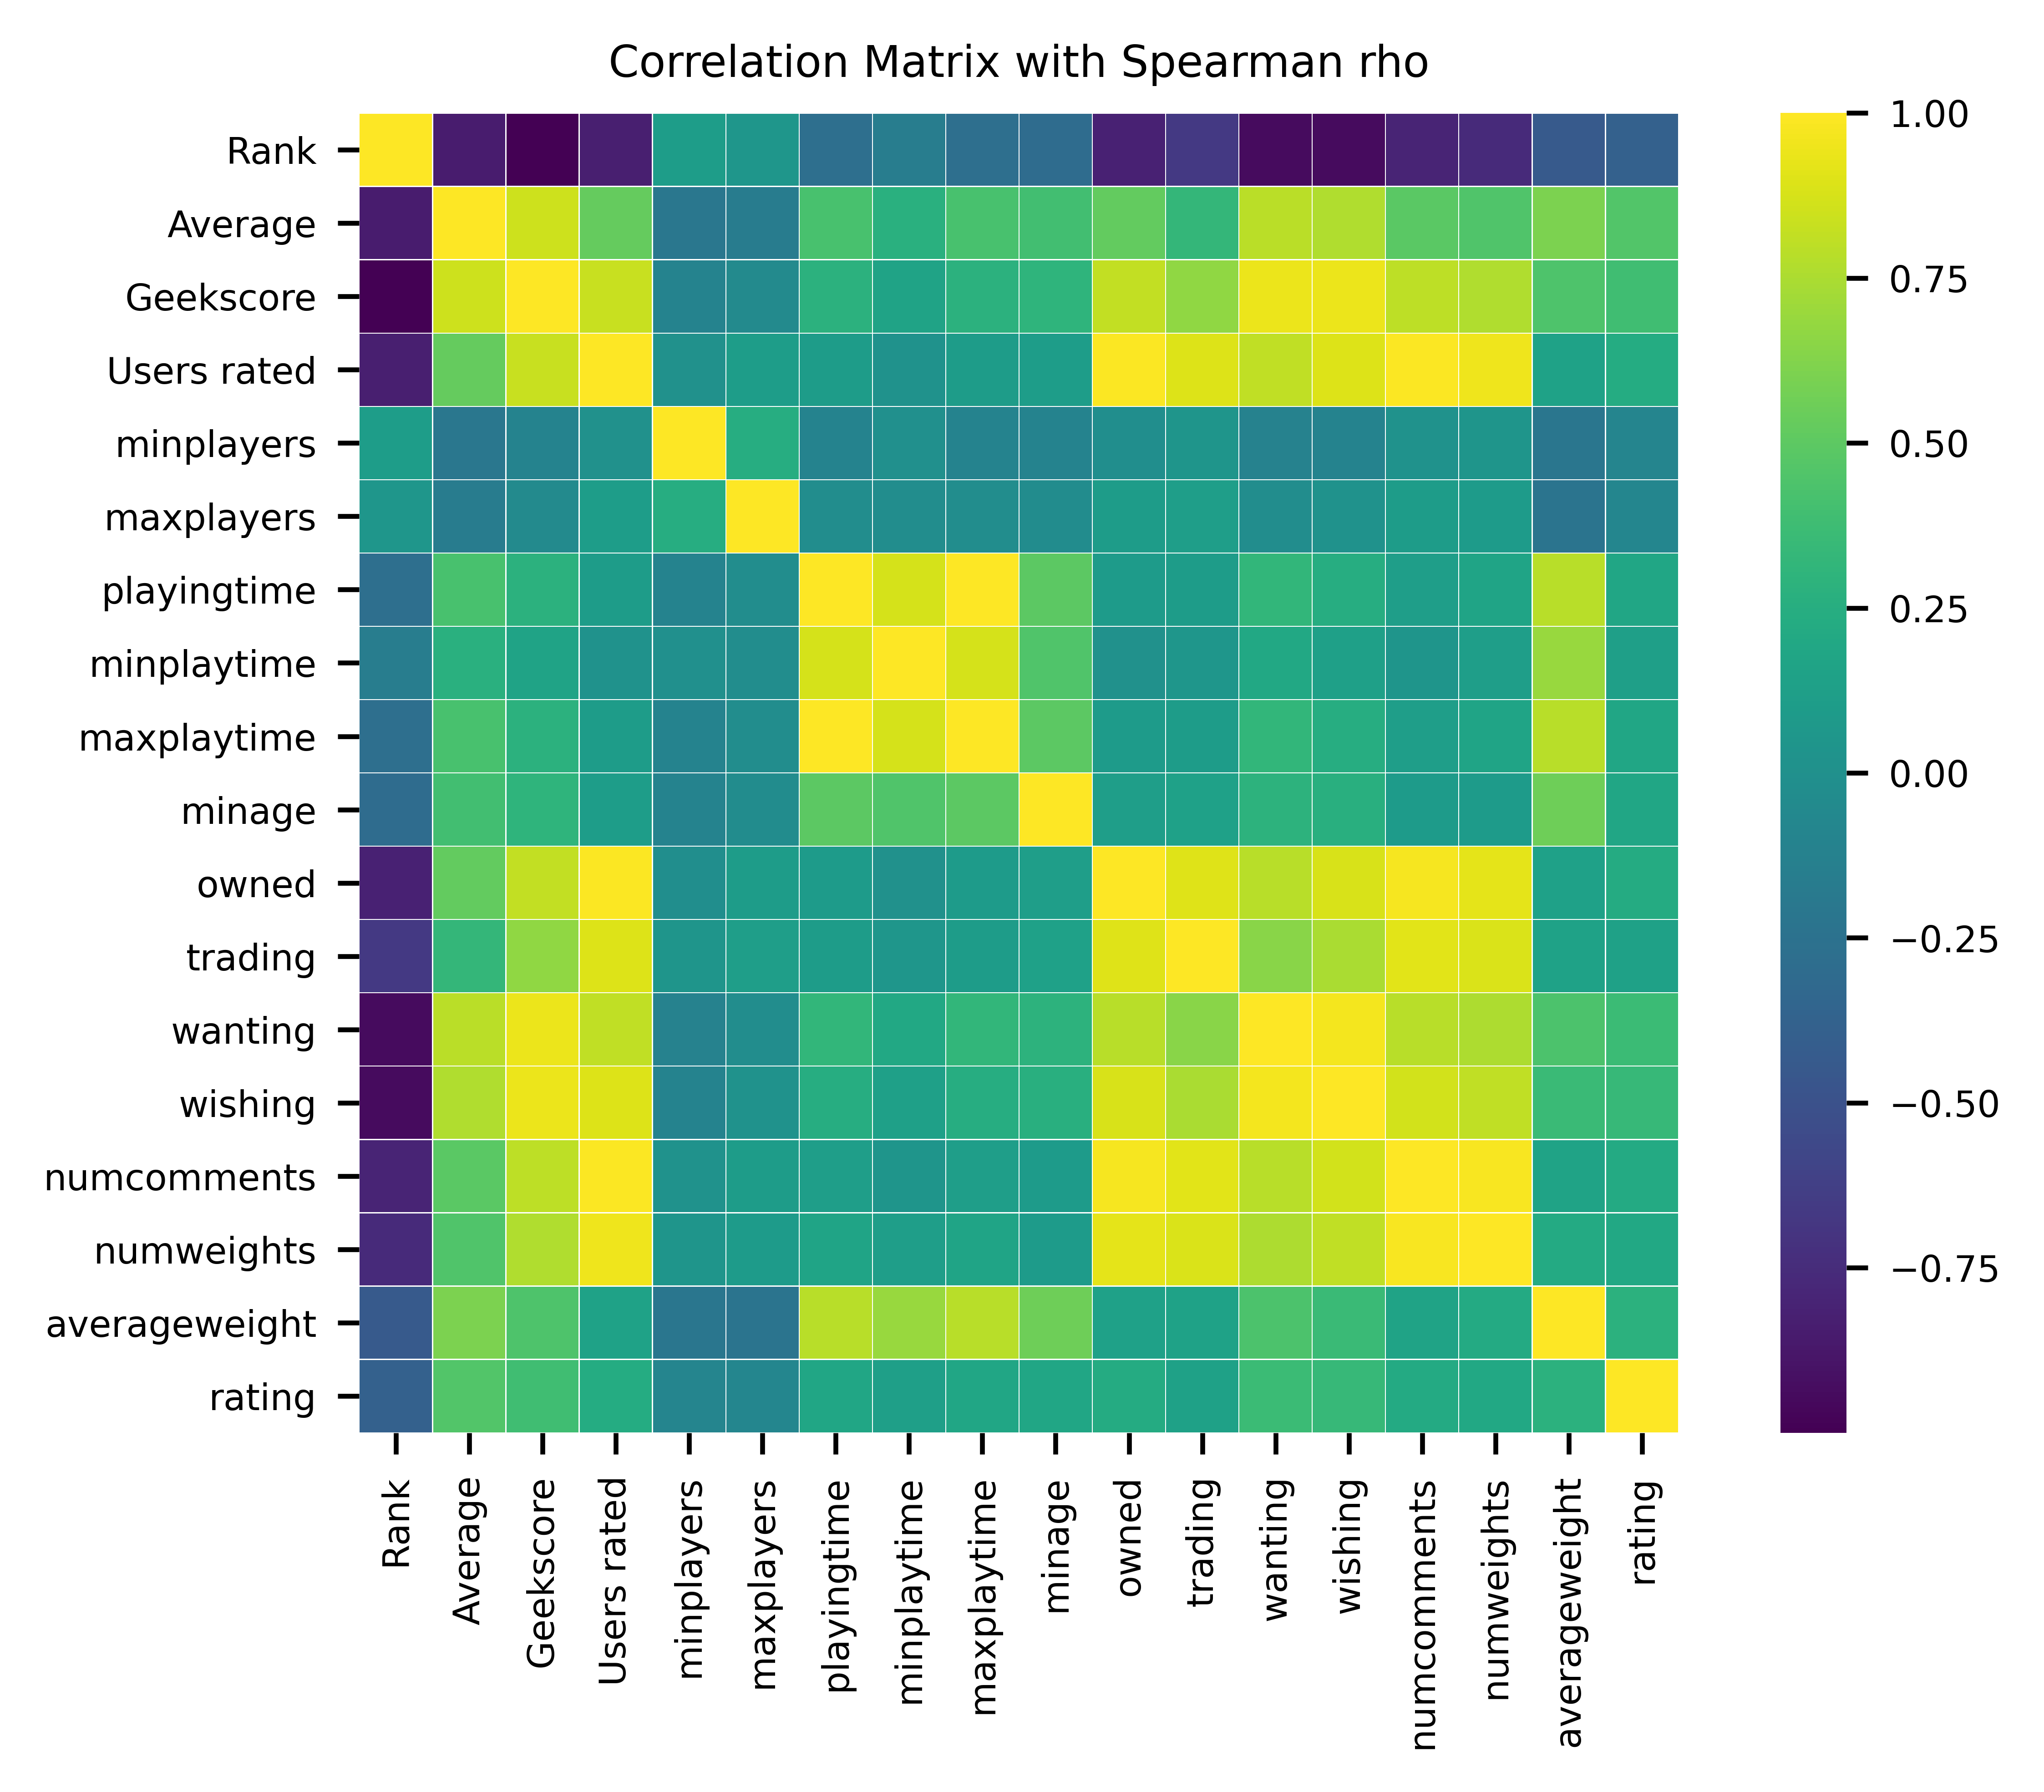 Correlation Matrix with Spearman rho
Rank
Average
Geekscore
Users rated
minplayers
maxplayers
playingtime
minplaytime
maxplaytime
minage
owned
trading
wanting
wishing
numcomments
numweights
averageweight
rating
Rank
Average
Geekscore
Users rated
minplayers
maxplayers
playingtime
minplaytime
maxplaytime
minage
owned
trading
wanting
wishing
numcomments
numweights
averageweight
rating
1.00
0.75
0.50
0.25
0.00
−0.25
−0.50
−0.75